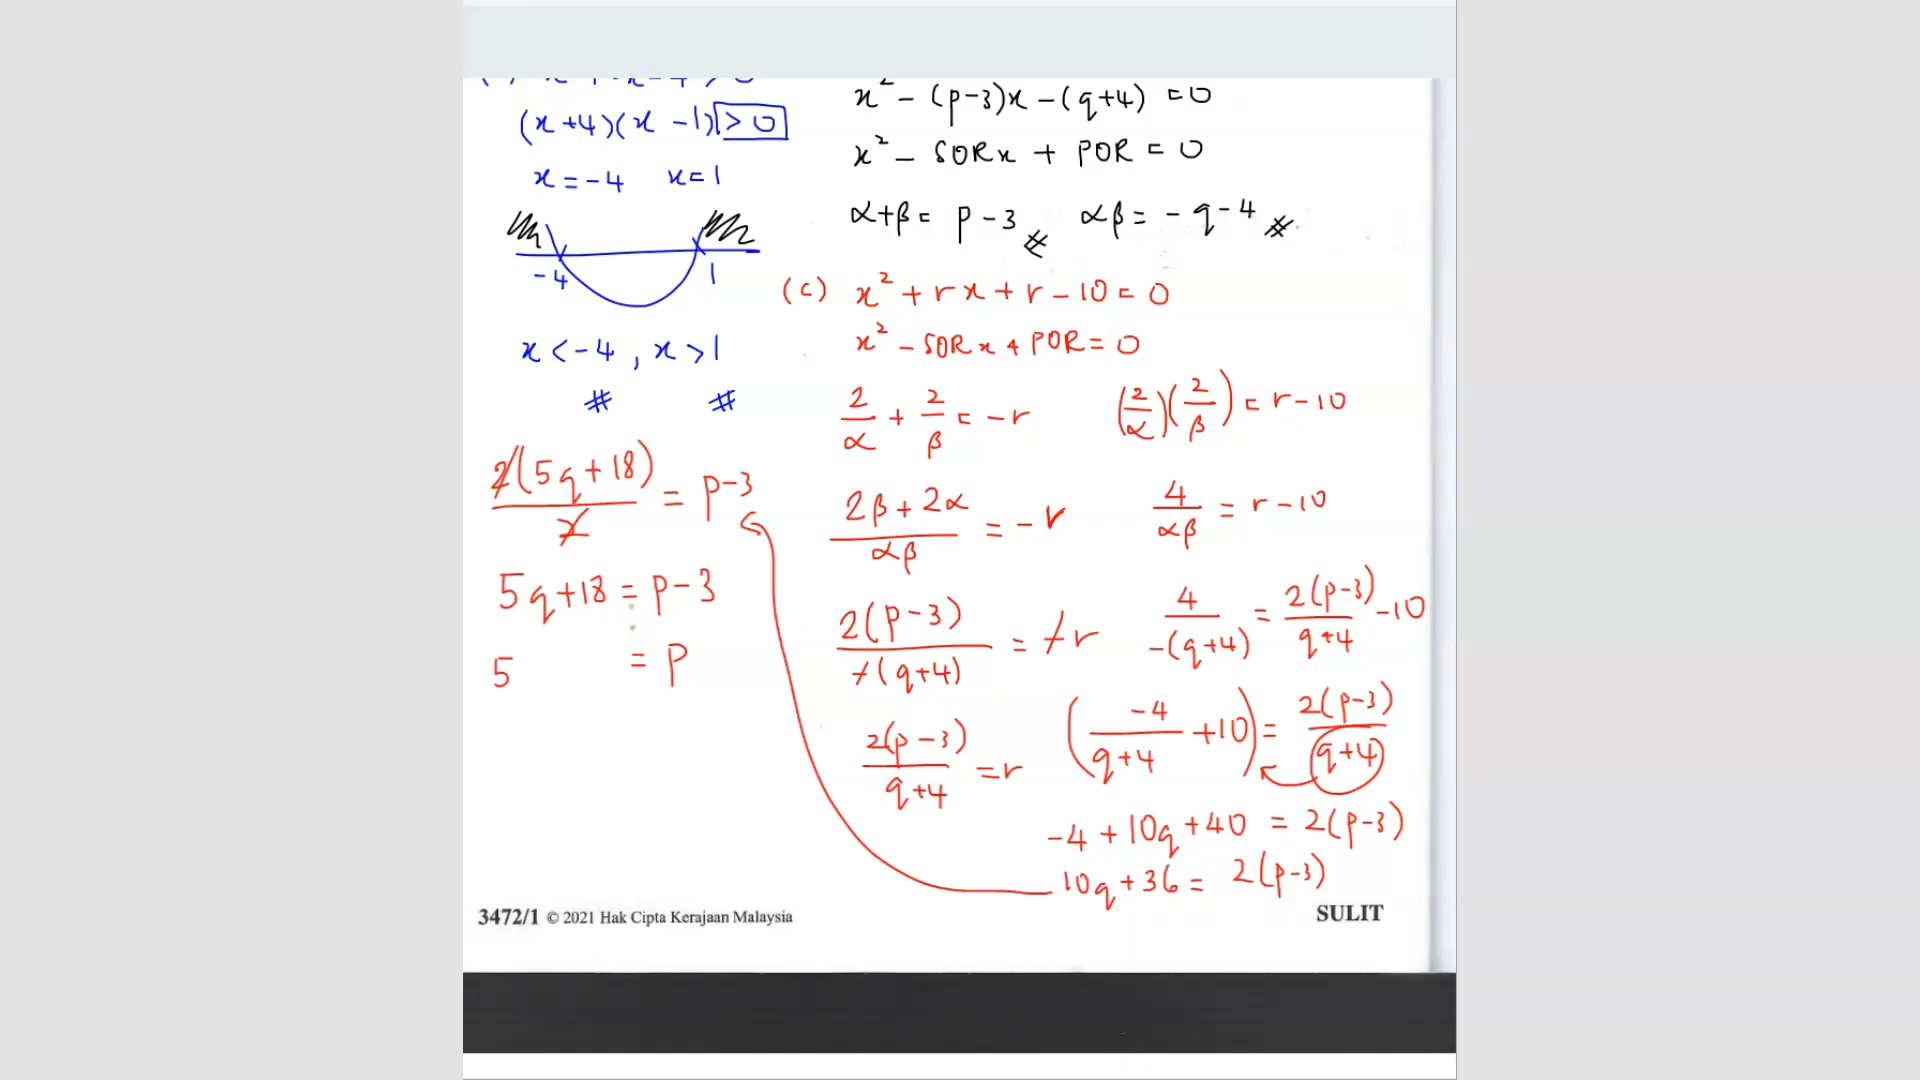 (x+4)(x-1) > 0
x = -4   x = 1
-4   1
x < -4 , x > 1
#   #
2(5q+18)/2 = p-3
5q+18 = p-3
5 = p
x² - (p-3)x - (q+4) = 0
x² - SORx + POR = 0
α+β = p-3 #   αβ = -q-4 #
(c) x² + rx + r - 10 = 0
x² - SORx + POR = 0
2/α + 2/β = -r   (2/α)(2/β) = r-10
(2β+2α)/αβ = -r   4/αβ = r-10
2(p-3)/-(q+4) = -r   4/-(q+4) = 2(p-3)/(q+4) -10
2(p-3)/(q+4) = r   (-4/(q+4) +10) = 2(p-3)/(q+4)
-4+10q+40 = 2(p-3)
10q+36 = 2(p-3)
3472/1 © 2021 Hak Cipta Kerajaan Malaysia   SULIT